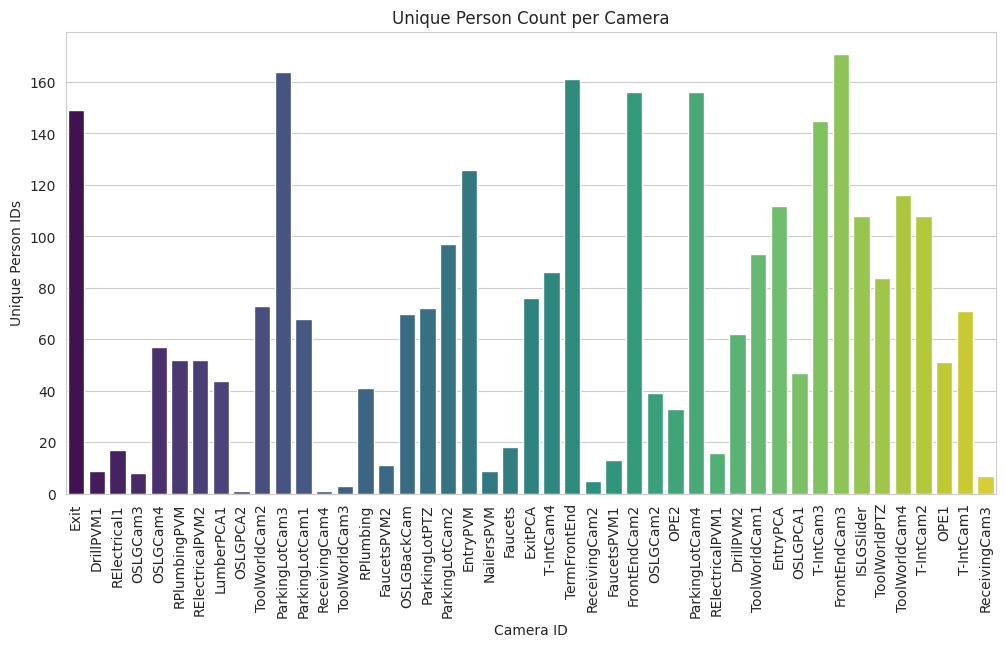 Unique Person Count per Camera
Unique Person IDs
160
140
120
100
80
60
40
20
0
Exit
DrillPVM1
RElectrical1
OSLGCam3
OSLGCam4
RPlumbingPVM
RElectricalPVM2
LumberPCA1
OSLGPCA2
ToolWorldCam2
ParkingLotCam3
ParkingLotCam1
ReceivingCam4
ToolWorldCam3
RPlumbing
FaucetsPVM2
OSLGBackCam
ParkingLotPTZ
ParkingLotCam2
EntryPVM
NailersPVM
Faucets
ExitPCA
T-IntCam4
TermFrontEnd
ReceivingCam2
FaucetsPVM1
FrontEndCam2
OSLGCam2
OPE2
ParkingLotCam4
RElectricalPVM1
DrillPVM2
ToolWorldCam1
EntryPCA
OSLGPCA1
T-IntCam3
FrontEndCam3
ISLGSlider
ToolWorldPTZ
ToolWorldCam4
T-IntCam2
OPE1
T-IntCam1
ReceivingCam3
Camera ID